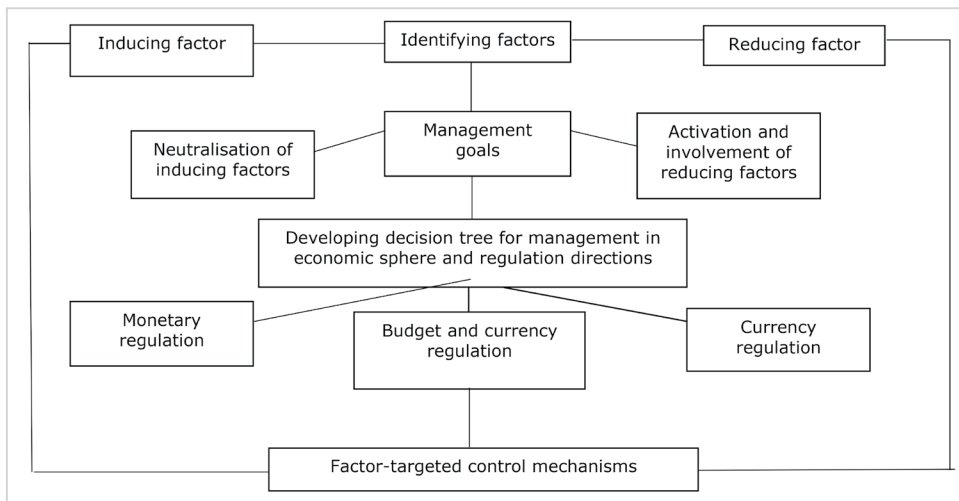 Inducing factor
Identifying factors
Reducing factor
Neutralisation of
inducing factors
Management
goals
Activation and
involvement of
reducing factors
Developing decision tree for management in
economic sphere and regulation directions
Monetary
regulation
Budget and currency
regulation
Currency
regulation
Factor-targeted control mechanisms